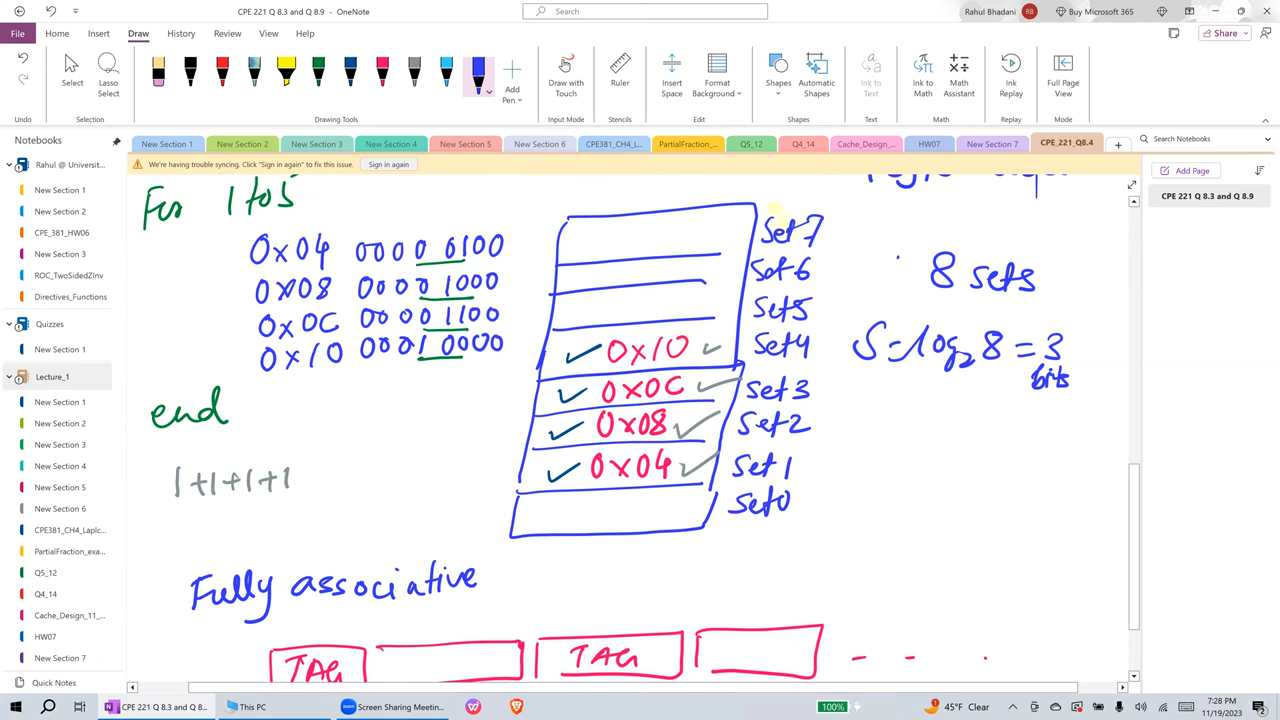 CPE 221 Q 8.3 and Q 8.9 - OneNote
Search
Rahul Bhadani
RB
Buy Microsoft 365
File
Home
Insert
Draw
History
Review
View
Help
Share
Undo
Select
Lasso Select
Selection
Add Pen
Drawing Tools
Draw with Touch
Input Mode
Ruler
Stencils
Insert Space
Format Background
Edit
Shapes
Automatic Shapes
Shapes
Ink to Text
Text
Ink to Math
Math Assistant
Math
Ink Replay
Replay
Full Page View
Views
Notebooks
New Section 1
New Section 2
New Section 3
New Section 4
New Section 5
New Section 6
CPE381_CH4_L...
PartialFraction_...
Q5_12
Q4_14
Cache_Design_...
HW07
New Section 7
CPE_221_Q8.4
Search Notebooks
We're having trouble syncing. Click "Sign in again" to fix this issue.
Sign in again
Add Page
CPE 221 Q 8.3 and Q 8.9
Rahul @ Universit...
New Section 1
New Section 2
CPE_381_HW06
New Section 3
ROC_TwoSidedZInv
Directives_Functions
Quizzes
New Section 1
Lecture_1
New Section 1
New Section 2
New Section 3
New Section 4
New Section 5
New Section 6
CPE381_CH4_Laplc...
PartialFraction_exa...
Q5_12
Q4_14
Cache_Design_11_...
HW07
New Section 7
Quick Notes
For 1 to 5
0x04 0000 0100
0x08 0000 1000
0x0C 0000 1100
0x10 0001 0000
end
1+1+1+1
Set 7
Set 6
Set 5
0x10 Set 4
0x0C Set 3
0x08 Set 2
0x04 Set 1
Set 0
8 sets
S = log2 8 = 3
bits
Fully associative
TAG
TAG
CPE 221 Q 8.3 and Q 8...
This PC
Screen Sharing Meetin...
100%
45°F Clear
7:28 PM
11/19/2023